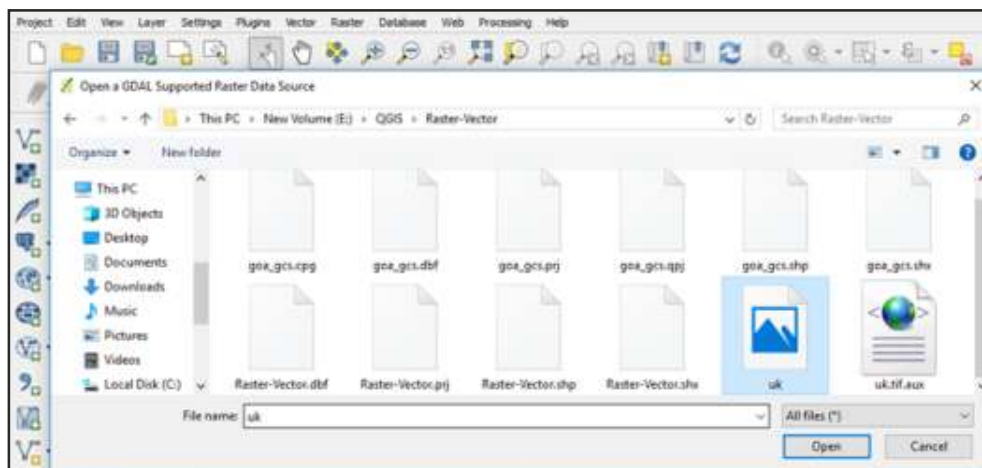 Project Edit View Layer Settings Plugins Vector Raster Database Web Processing Help
Open a GDAL Supported Raster Data Source
This PC > New Volume (E:) > QGIS > Raster-Vector
Search Raster-Vector
Organize New folder
This PC
3D Objects
Desktop
Documents
Downloads
Music
Pictures
Videos
Local Disk (C:)
goa_gcs.cpg goa_gcs.dbf goa_gcs.prj goa_gcs.qpj goa_gcs.shp goa_gcs.shx
Raster-Vector.dbf Raster-Vector.prj Raster-Vector.shp Raster-Vector.shx uk uk.tif.aux
File name: uk
All files (*)
Open Cancel